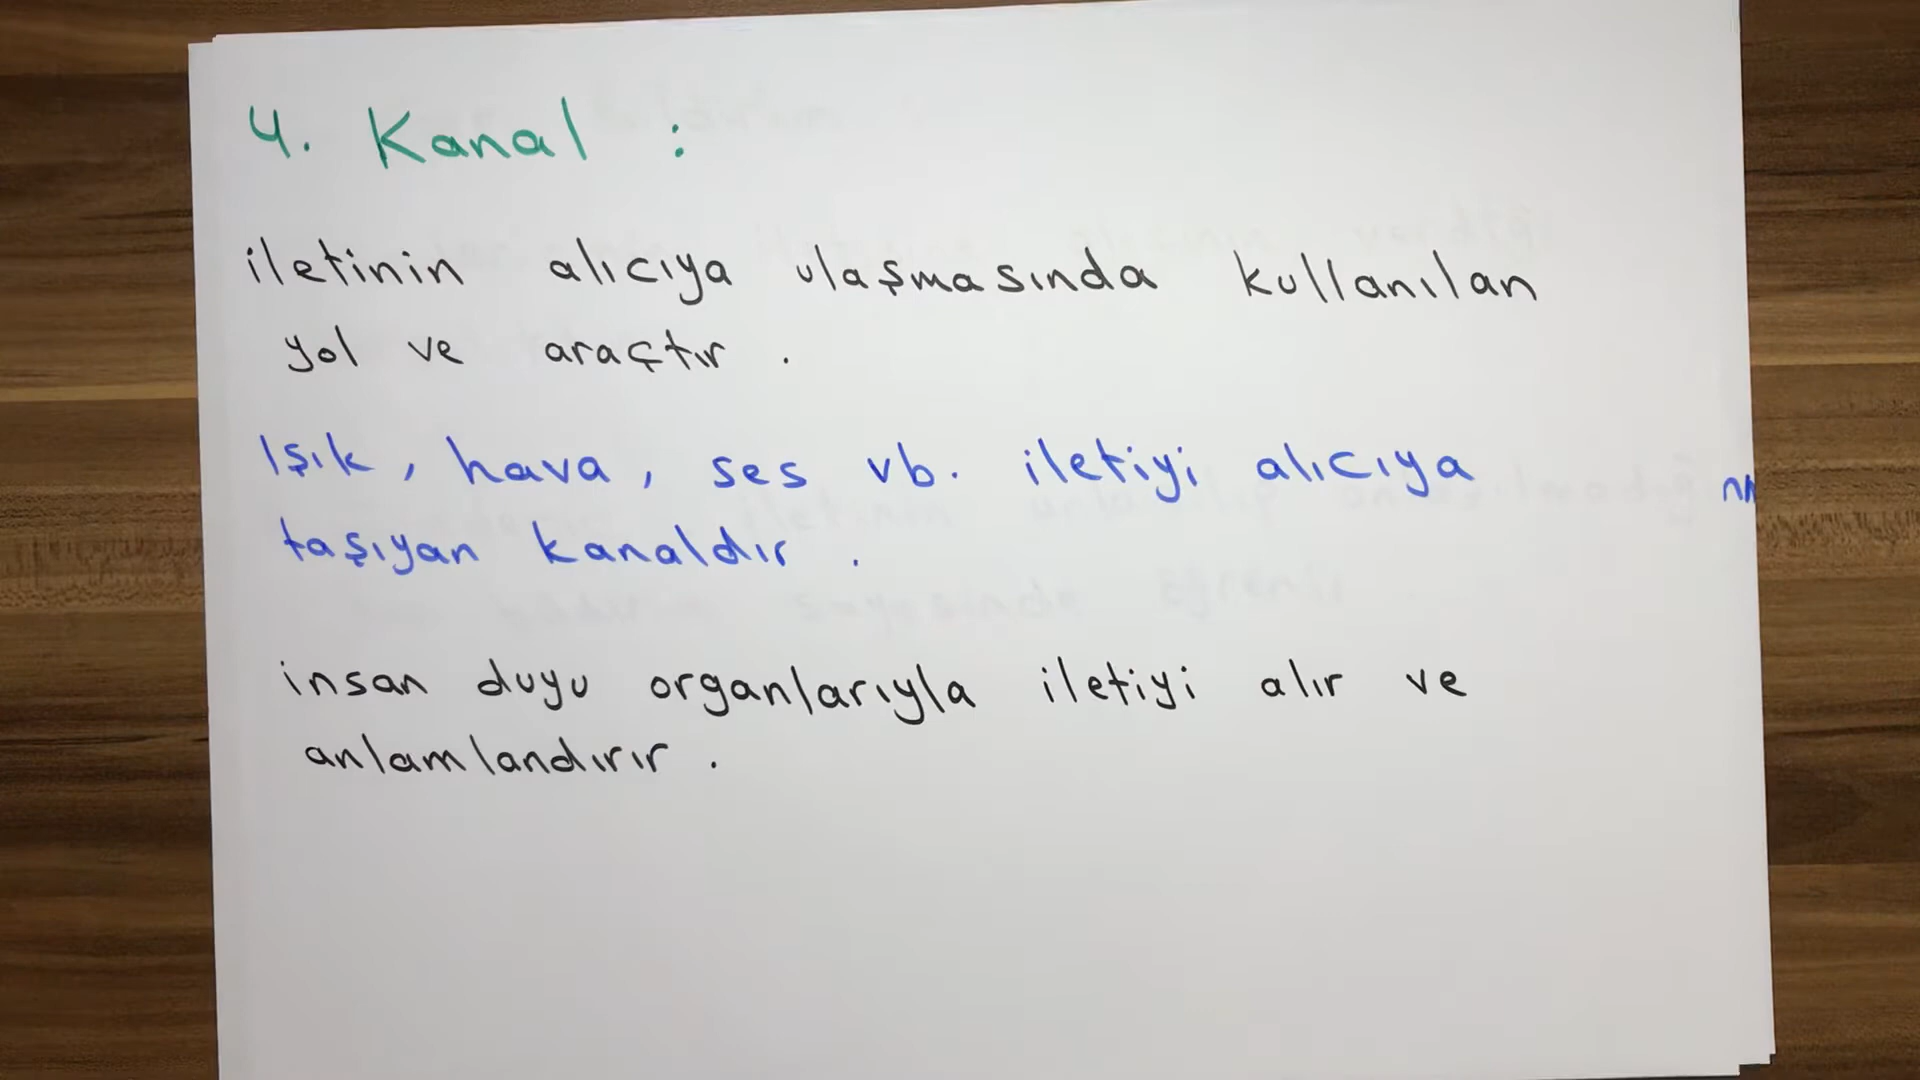 4. Kanal :
iletinin alıcıya ulaşmasında kullanılan
yol ve araçtır .
Işık , hava , ses vb. iletiyi alıcıya
taşıyan kanaldır .
insan duyu organlarıyla iletiyi alır ve
anlamlandırır .